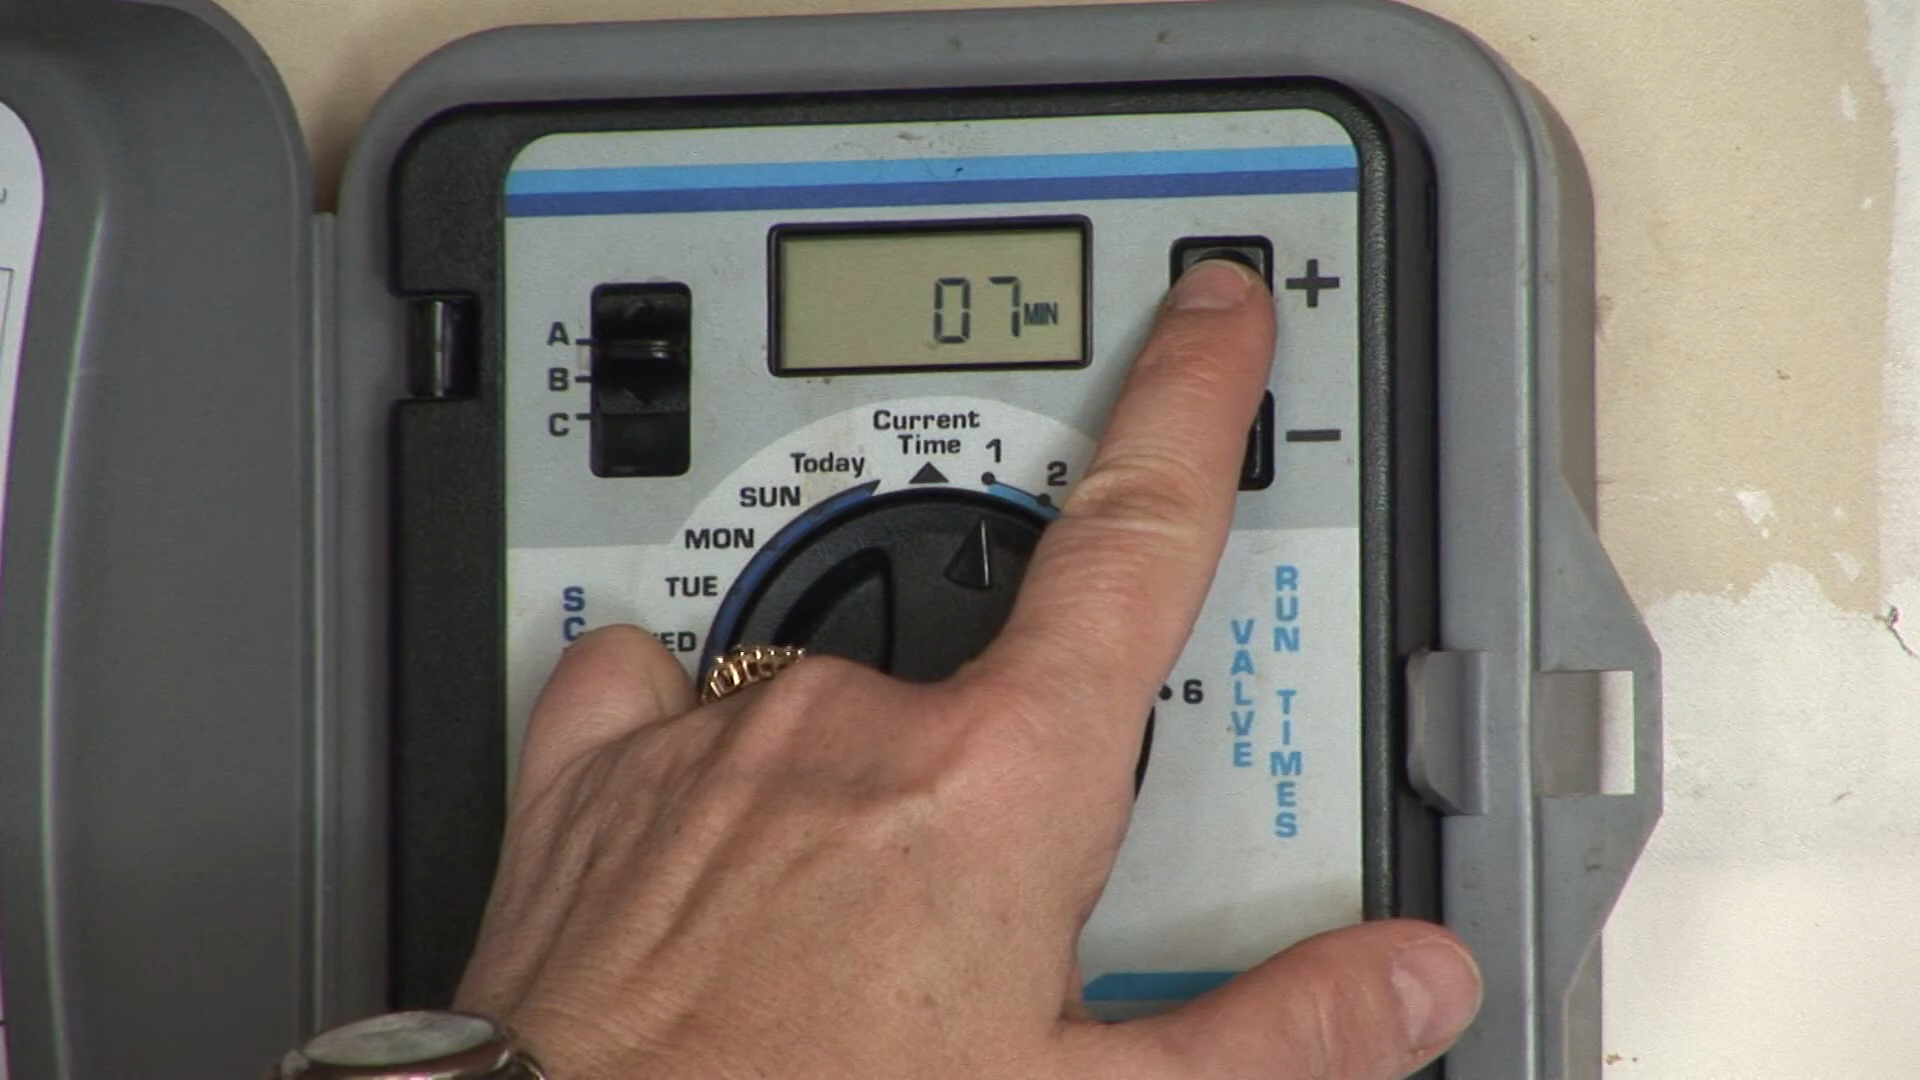 07 MIN
+
A
B
C
−
Current
Time
1
2
Today
SUN
MON
TUE
6
VALVE
RUN TIMES